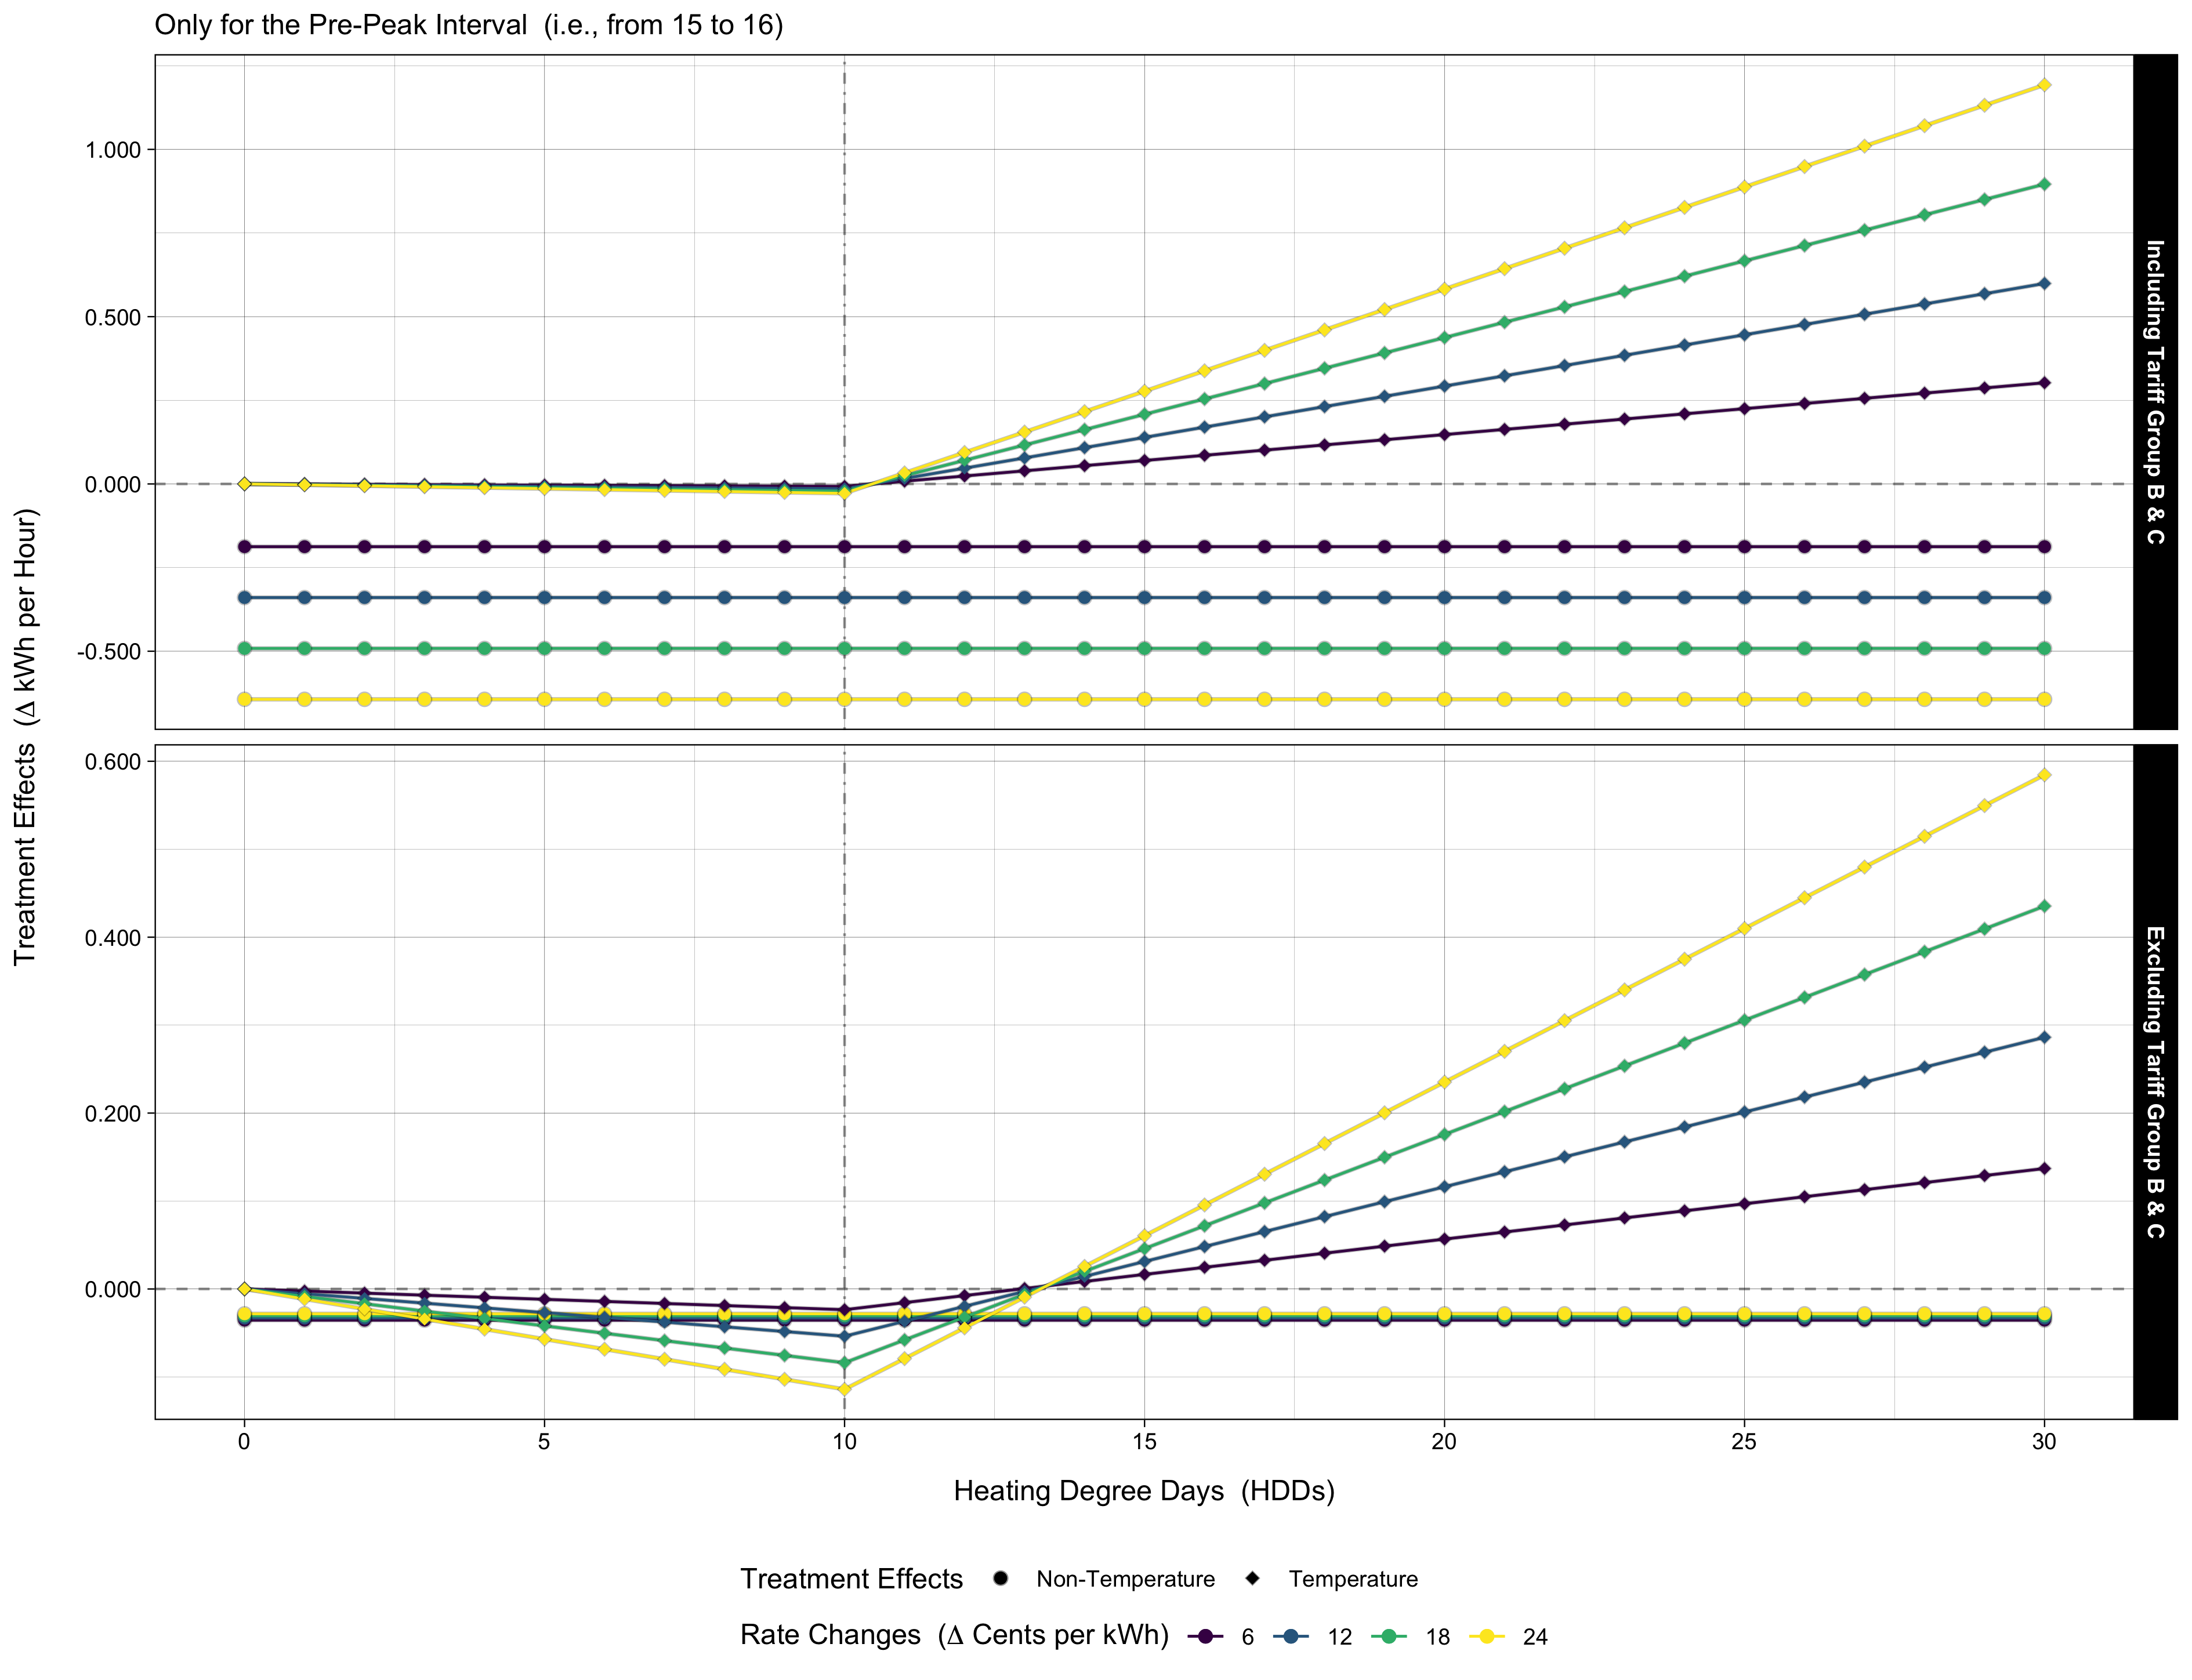 Only for the Pre-Peak Interval  (i.e., from 15 to 16)
Treatment Effects  (Δ kWh per Hour)
1.000
0.500
0.000
-0.500
Including Tariff Group B & C
0.600
0.400
0.200
0.000
Excluding Tariff Group B & C
0 5 10 15 20 25 30
Heating Degree Days  (HDDs)
Treatment Effects Non-Temperature Temperature
Rate Changes  (Δ Cents per kWh) 6 12 18 24